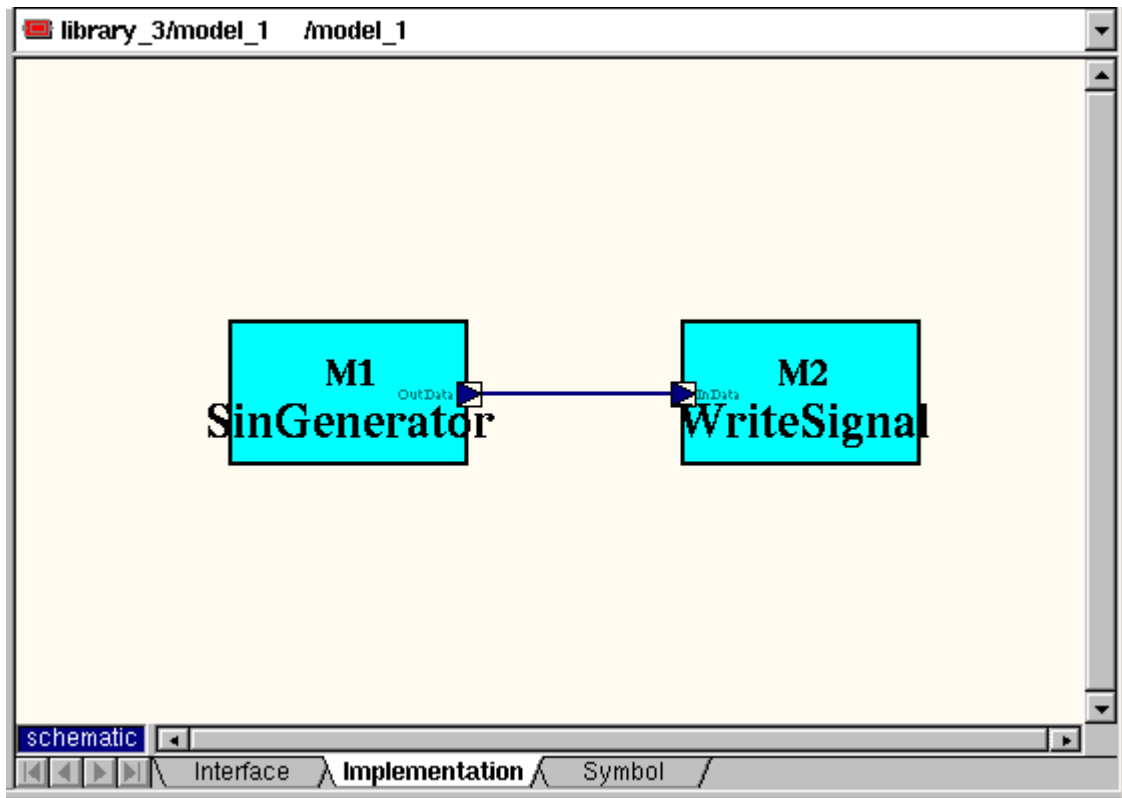 library_3/model_1 /model_1
M1
OutData
SinGenerator
M2
InData
WriteSignal
schematic
Interface Implementation Symbol